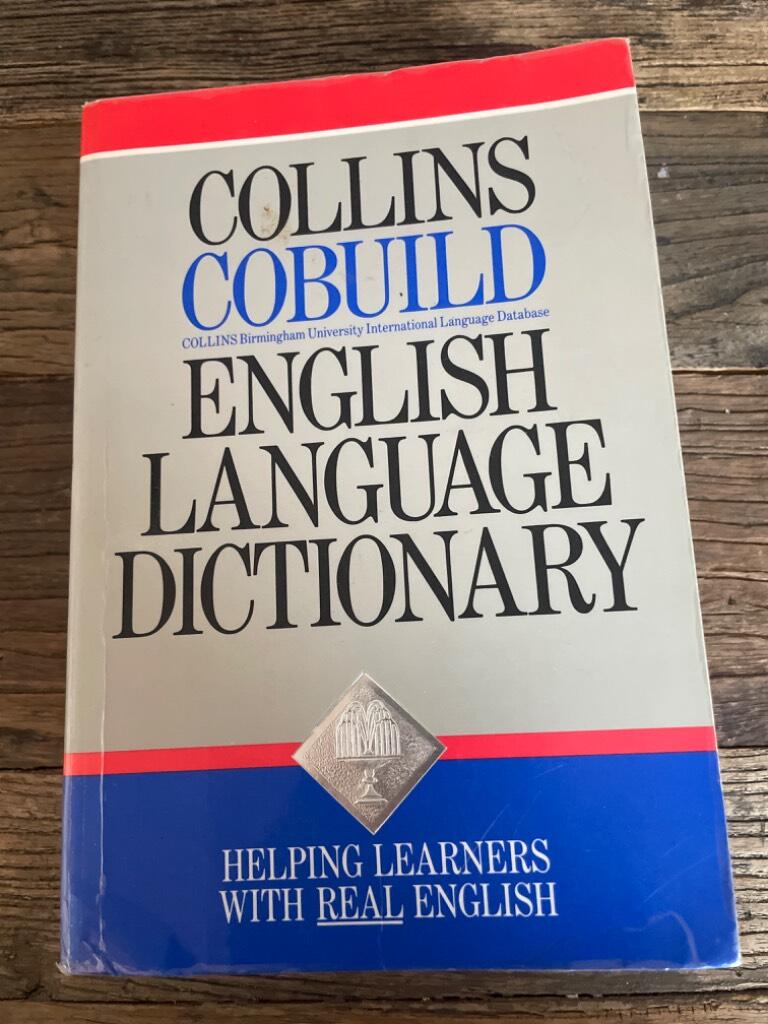 COLLINS
COBUILD
COLLINS Birmingham University International Language Database
ENGLISH
LANGUAGE
DICTIONARY
HELPING LEARNERS
WITH REAL ENGLISH